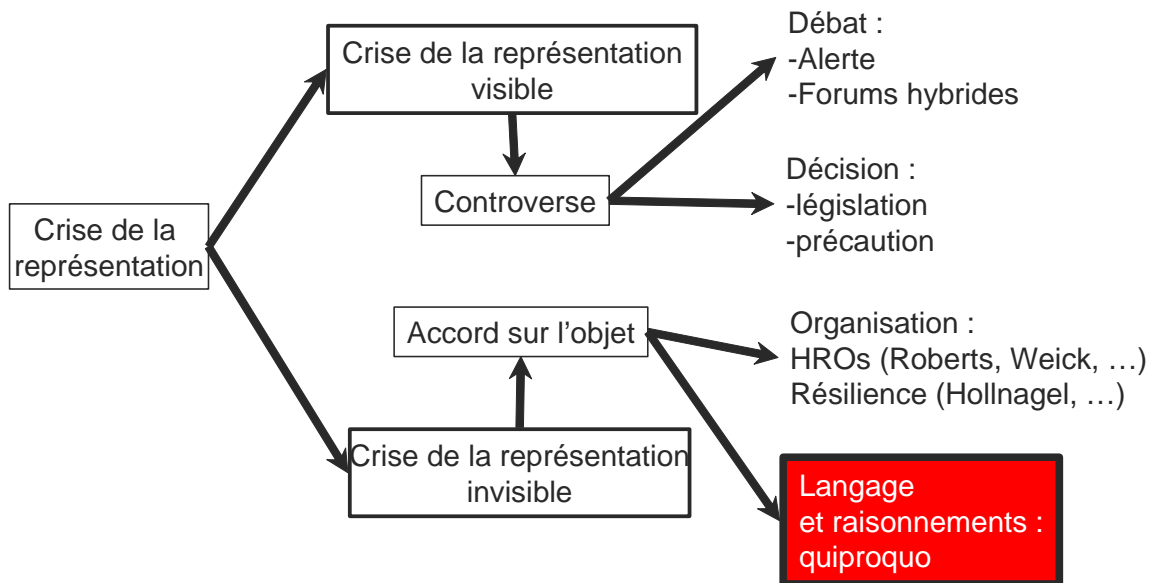 Crise de la
représentation
Crise de la représentation
visible
Controverse
Débat :
-Alerte
-Forums hybrides
Décision :
-législation
-précaution
Crise de la représentation
invisible
Accord sur l’objet
Organisation :
HROs (Roberts, Weick, …)
Résilience (Hollnagel, …)
Langage
et raisonnements :
quiproquo